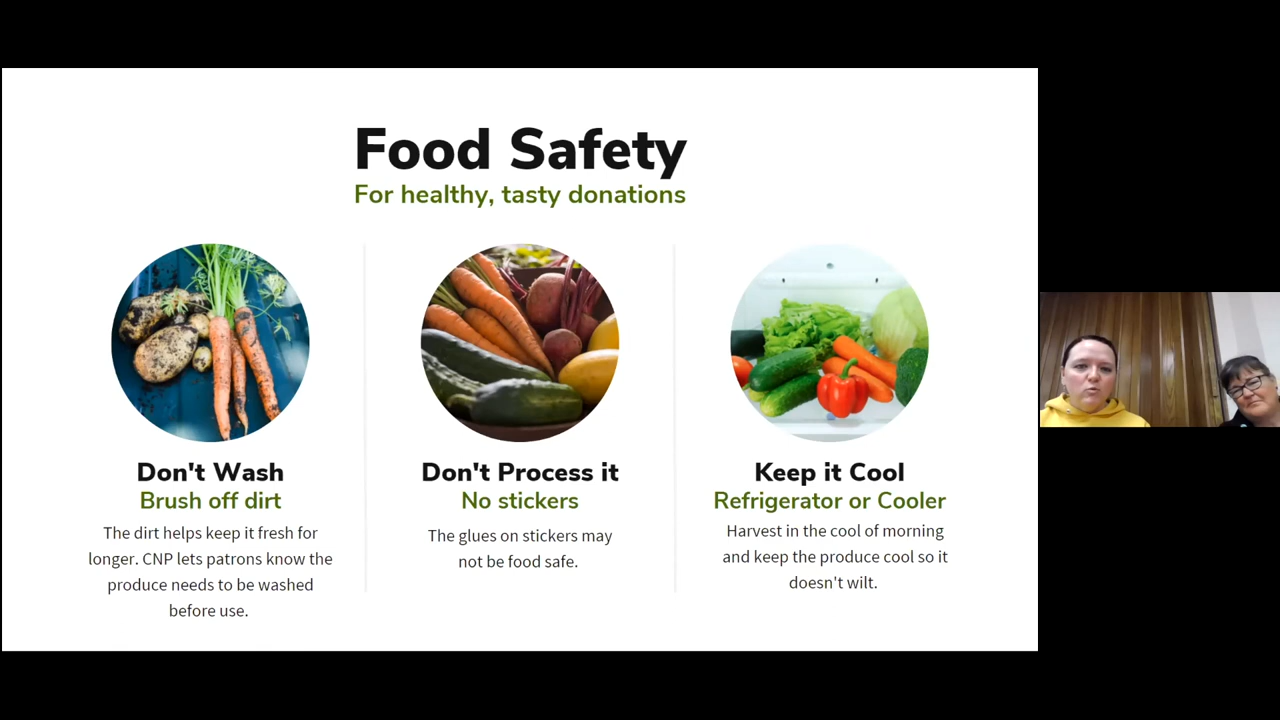 Food Safety
For healthy, tasty donations
Don't Wash
Brush off dirt
The dirt helps keep it fresh for
longer. CNP lets patrons know the
produce needs to be washed
before use.
Don't Process it
No stickers
The glues on stickers may
not be food safe.
Keep it Cool
Refrigerator or Cooler
Harvest in the cool of morning
and keep the produce cool so it
doesn't wilt.